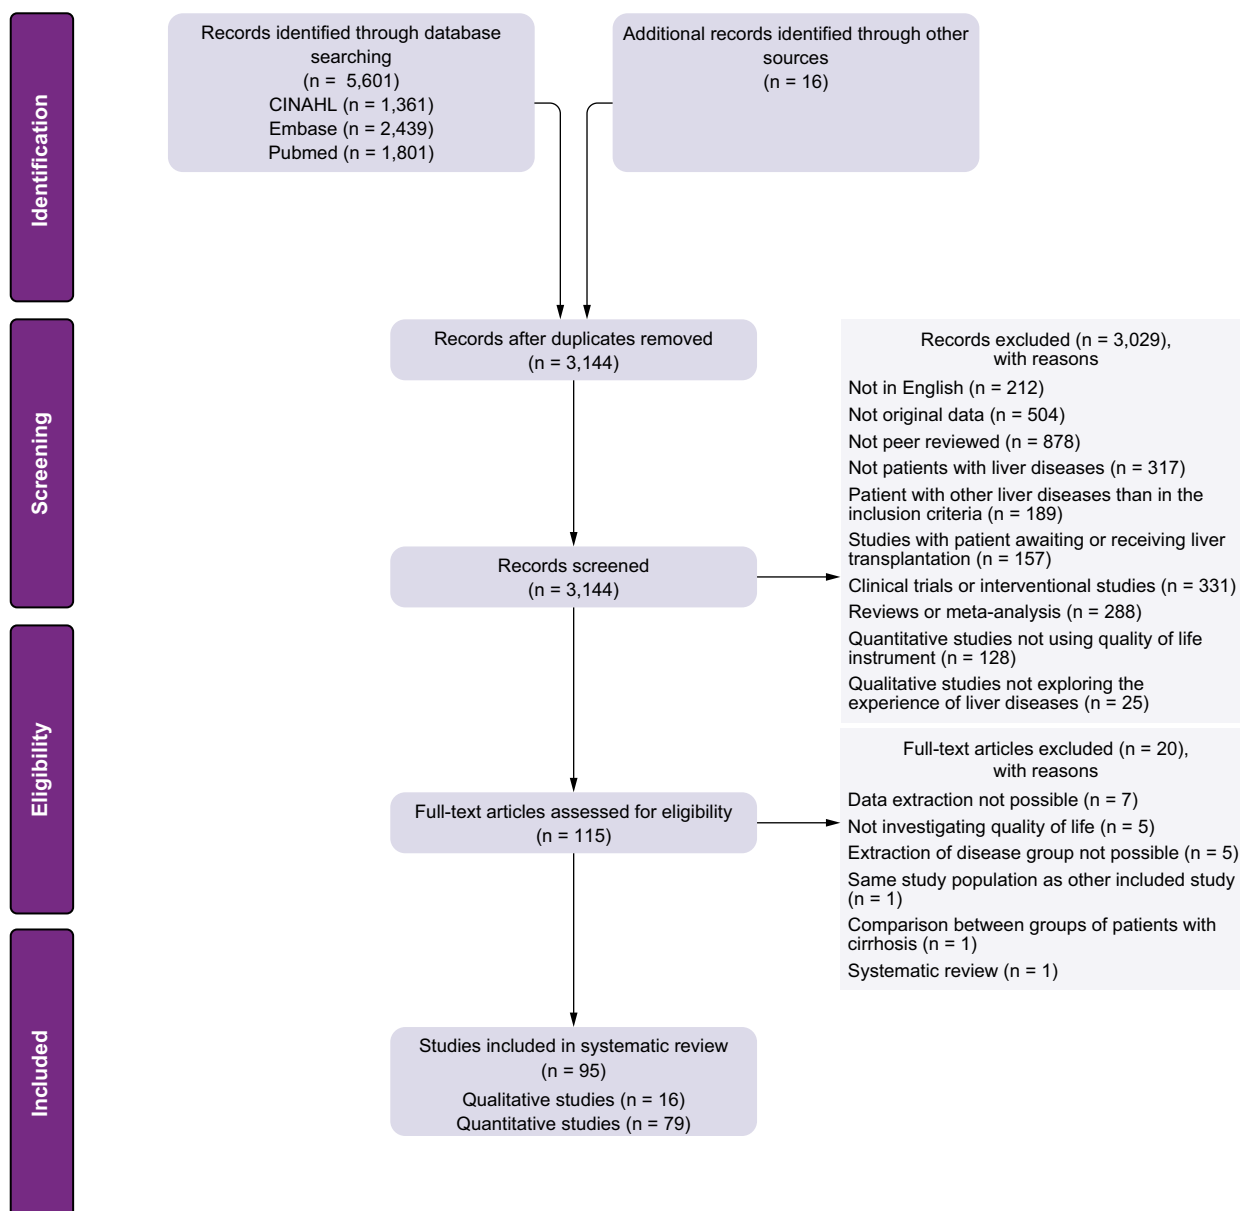 Identification
Records identified through database
searching
(n = 5,601)
CINAHL (n = 1,361)
Embase (n = 2,439)
Pubmed (n = 1,801)
Additional records identified through other
sources
(n = 16)
Screening
Records after duplicates removed
(n = 3,144)
Records screened
(n = 3,144)
Records excluded (n = 3,029),
with reasons
Not in English (n = 212)
Not original data (n = 504)
Not peer reviewed (n = 878)
Not patients with liver diseases (n = 317)
Patient with other liver diseases than in the
inclusion criteria (n = 189)
Studies with patient awaiting or receiving liver
transplantation (n = 157)
Clinical trials or interventional studies (n = 331)
Reviews or meta-analysis (n = 288)
Quantitative studies not using quality of life
instrument (n = 128)
Qualitative studies not exploring the
experience of liver diseases (n = 25)
Eligibility
Full-text articles assessed for eligibility
(n = 115)
Full-text articles excluded (n = 20),
with reasons
Data extraction not possible (n = 7)
Not investigating quality of life (n = 5)
Extraction of disease group not possible (n = 5)
Same study population as other included study
(n = 1)
Comparison between groups of patients with
cirrhosis (n = 1)
Systematic review (n = 1)
Included
Studies included in systematic review
(n = 95)
Qualitative studies (n = 16)
Quantitative studies (n = 79)